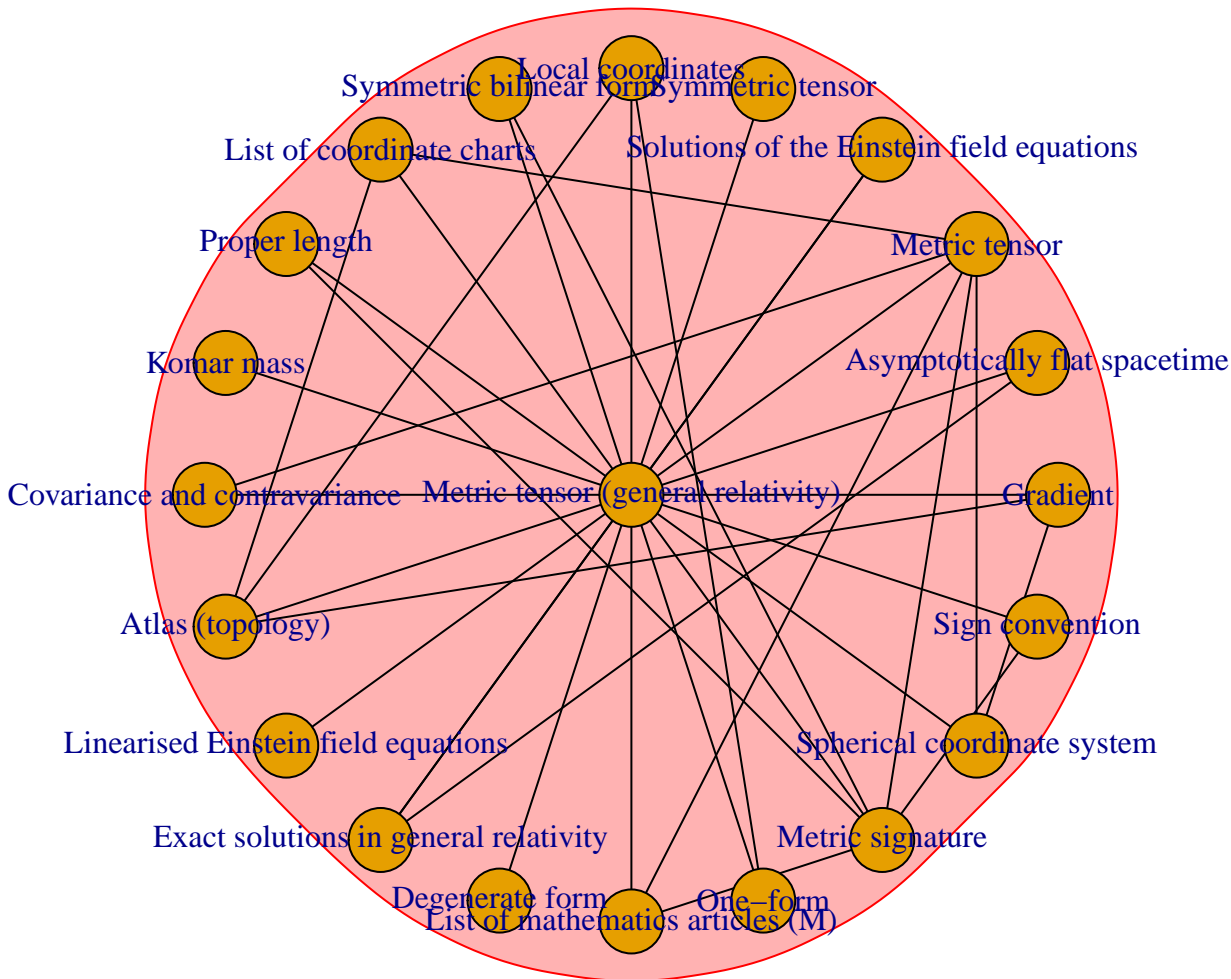 Local coordinates
Symmetric bilinear form
Symmetric tensor
List of coordinate charts
Solutions of the Einstein field equations
Proper length
Metric tensor
Komar mass
Asymptotically flat spacetime
Covariance and contravariance
Metric tensor (general relativity)
Gradient
Atlas (topology)
Sign convention
Linearised Einstein field equations
Spherical coordinate system
Exact solutions in general relativity
Metric signature
Degenerate form
One−form
List of mathematics articles (M)